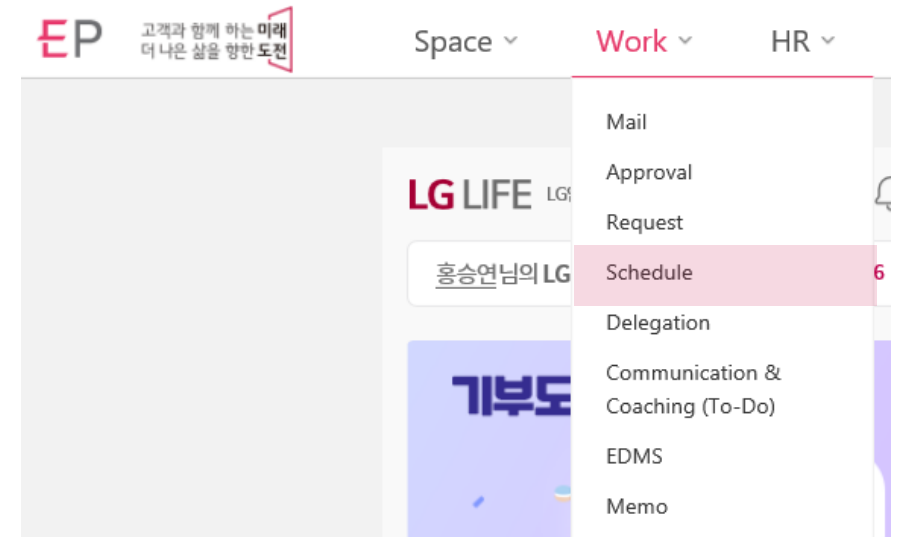 EP
고객과 함께 하는 미래
더 나은 삶을 향한 도전
Space
Work
HR
Mail
Approval
Request
Schedule
Delegation
Communication &
Coaching (To-Do)
EDMS
Memo
LG LIFE
홍승연님의 LG
6
기부